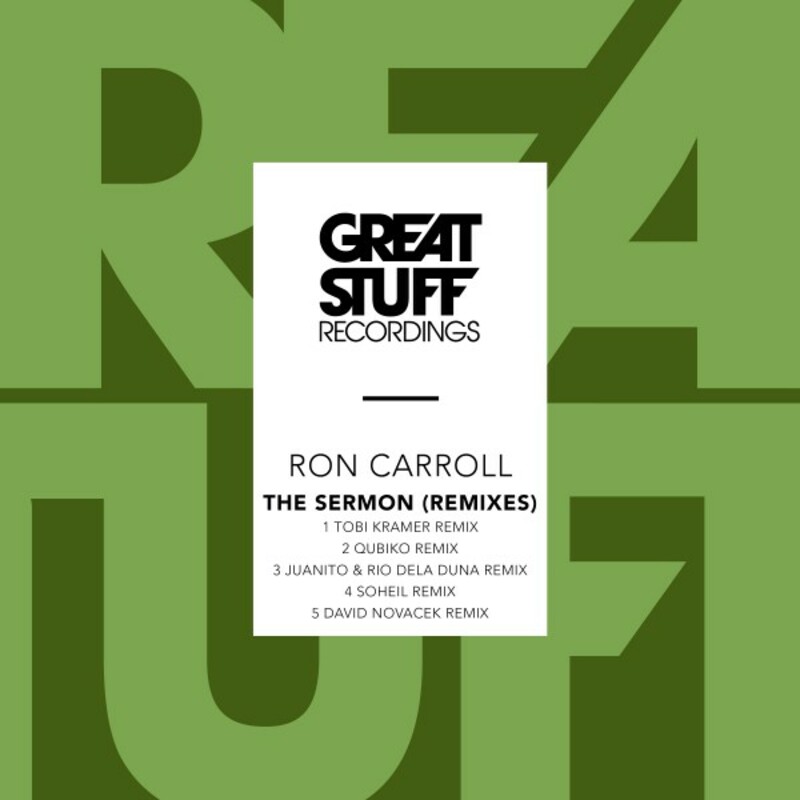 GREAT
STUFF
RECORDINGS
RON CARROLL
THE SERMON (REMIXES)
1 TOBI KRAMER REMIX
2 QUBIKO REMIX
3 JUANITO & RIO DELA DUNA REMIX
4 SOHEIL REMIX
5 DAVID NOVACEK REMIX